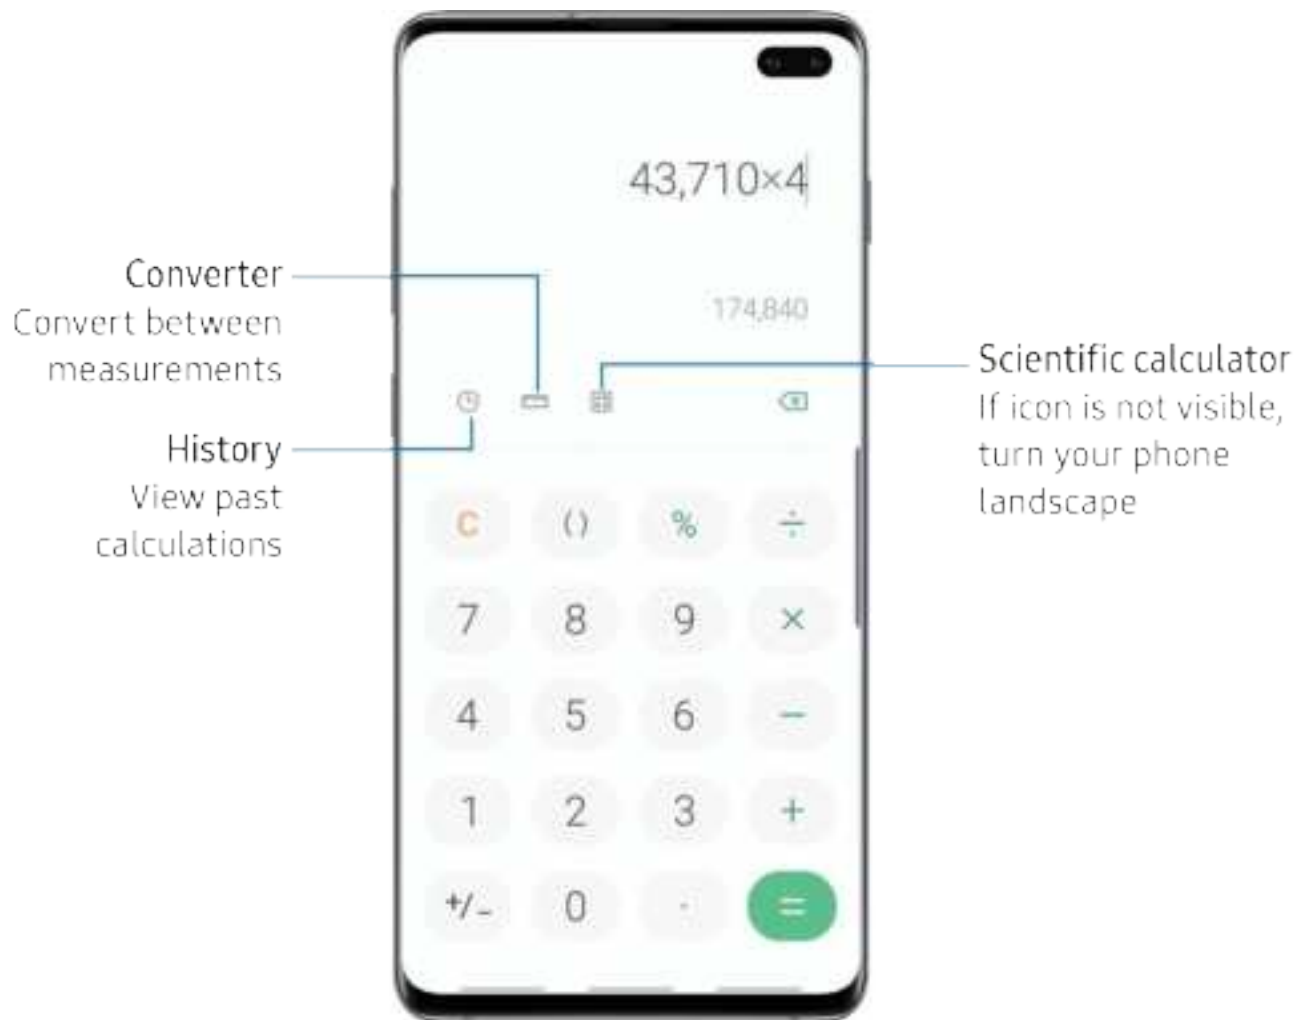 43,710×4
174,840
Converter
Convert between
measurements
History
View past
calculations
Scientific calculator
If icon is not visible,
turn your phone
landscape
C () % ÷
7 8 9 ×
4 5 6 −
1 2 3 +
+/- 0 . =